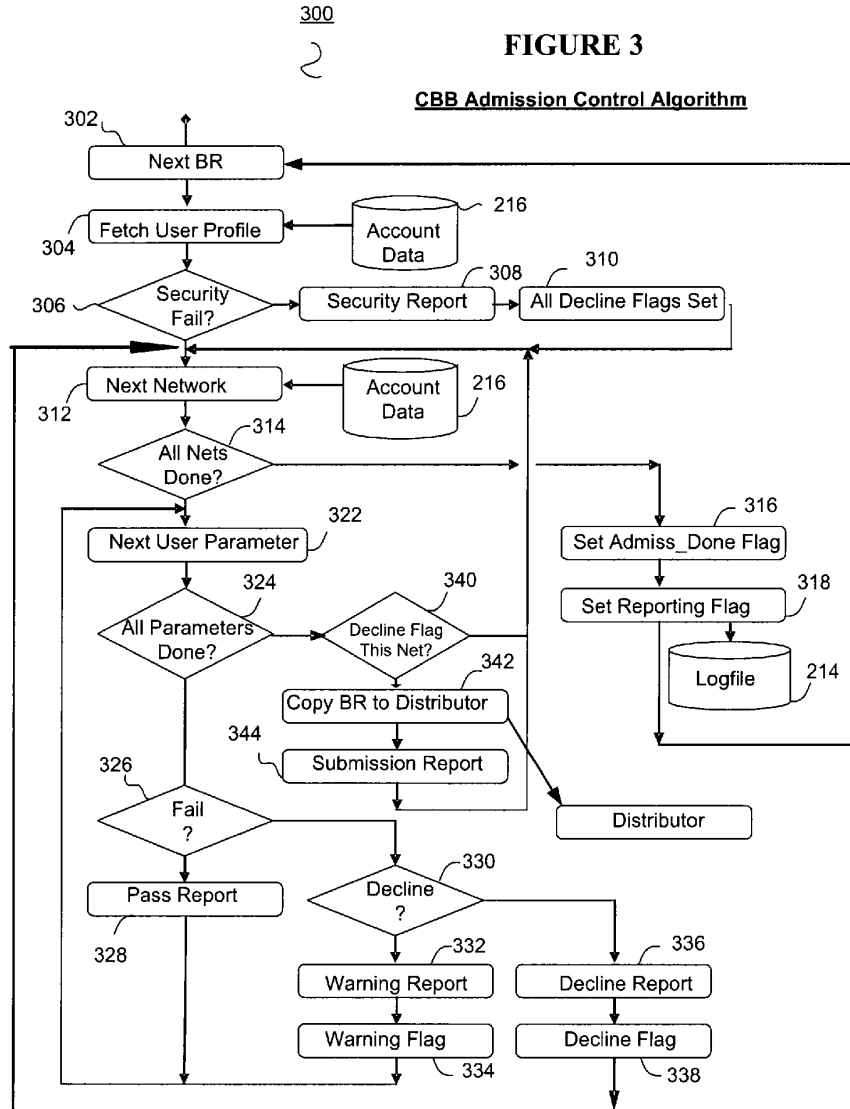 300
FIGURE 3
CBB Admission Control Algorithm
302
Next BR
304
Fetch User Profile
216
Account
Data
306
Security
Fail?
308
Security Report
310
All Decline Flags Set
312
Next Network
Account
Data
216
314
All Nets
Done?
316
Set Admiss_Done Flag
322
Next User Parameter
318
Set Reporting Flag
324
All Parameters
Done?
340
Decline Flag
This Net?
Logfile
214
342
Copy BR to Distributor
344
Submission Report
326
Fail
?
Distributor
330
Decline
?
Pass Report
328
332
Warning Report
336
Decline Report
Warning Flag
334
Decline Flag
338